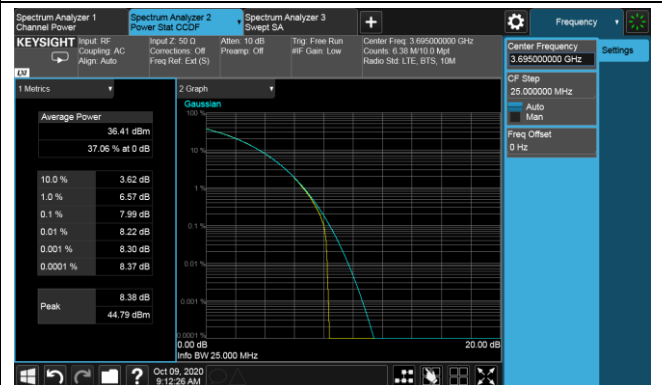 Spectrum Analyzer 1
Channel Power
Spectrum Analyzer 2
Power Stat CCDF
Spectrum Analyzer 3
Swept SA
Frequency
KEYSIGHT
Input: RF
Coupling: AC
Align: Auto
Input Z: 50 Ω
Corrections: Off
Freq Ref: Ext (S)
Atten: 10 dB
Preamp: Off
Trig: Free Run
#IF Gain: Low
Center Freq: 3.695000000 GHz
Counts: 6.38 M/10.0 Mpt
Radio Std: LTE, BTS, 10M
LXI
Center Frequency
3.695000000 GHz
Settings
CF Step
25.000000 MHz
Auto
Man
Freq Offset
0 Hz
1 Metrics
Average Power
36.41 dBm
37.06 % at 0 dB
10.0 % 3.62 dB
1.0 % 6.57 dB
0.1 % 7.99 dB
0.01 % 8.22 dB
0.001 % 8.30 dB
0.0001 % 8.37 dB
Peak
8.38 dB
44.79 dBm
2 Graph
Gaussian
100 %
10 %
1 %
0.1 %
0.01 %
0.001 %
0.0001 %
0.00 dB 20.00 dB
Info BW 25.000 MHz
Oct 09, 2020
9:12:26 AM